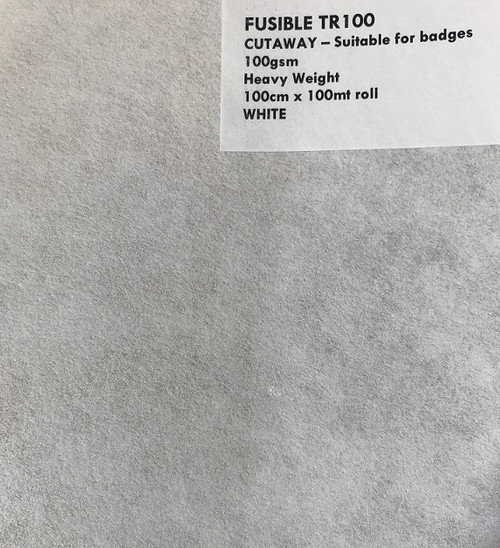 FUSIBLE TR100
CUTAWAY – Suitable for badges
100gsm
Heavy Weight
100cm x 100mt roll
WHITE